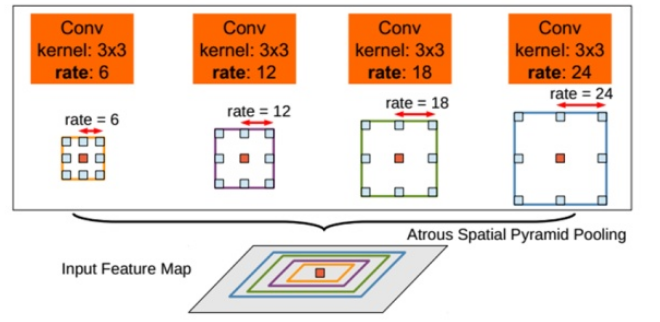 Conv
kernel: 3x3
rate: 6
Conv
kernel: 3x3
rate: 12
Conv
kernel: 3x3
rate: 18
Conv
kernel: 3x3
rate: 24
rate = 6
rate = 12
rate = 18
rate = 24
Atrous Spatial Pyramid Pooling
Input Feature Map